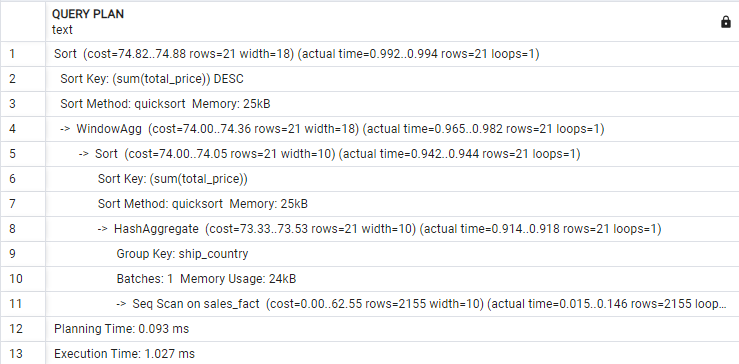 QUERY PLAN
text
1 Sort (cost=74.82..74.88 rows=21 width=18) (actual time=0.992..0.994 rows=21 loops=1)
2 Sort Key: (sum(total_price)) DESC
3 Sort Method: quicksort Memory: 25kB
4 -> WindowAgg (cost=74.00..74.36 rows=21 width=18) (actual time=0.965..0.982 rows=21 loops=1)
5 -> Sort (cost=74.00..74.05 rows=21 width=10) (actual time=0.942..0.944 rows=21 loops=1)
6 Sort Key: (sum(total_price))
7 Sort Method: quicksort Memory: 25kB
8 -> HashAggregate (cost=73.33..73.53 rows=21 width=10) (actual time=0.914..0.918 rows=21 loops=1)
9 Group Key: ship_country
10 Batches: 1 Memory Usage: 24kB
11 -> Seq Scan on sales_fact (cost=0.00..62.55 rows=2155 width=10) (actual time=0.015..0.146 rows=2155 loop...
12 Planning Time: 0.093 ms
13 Execution Time: 1.027 ms